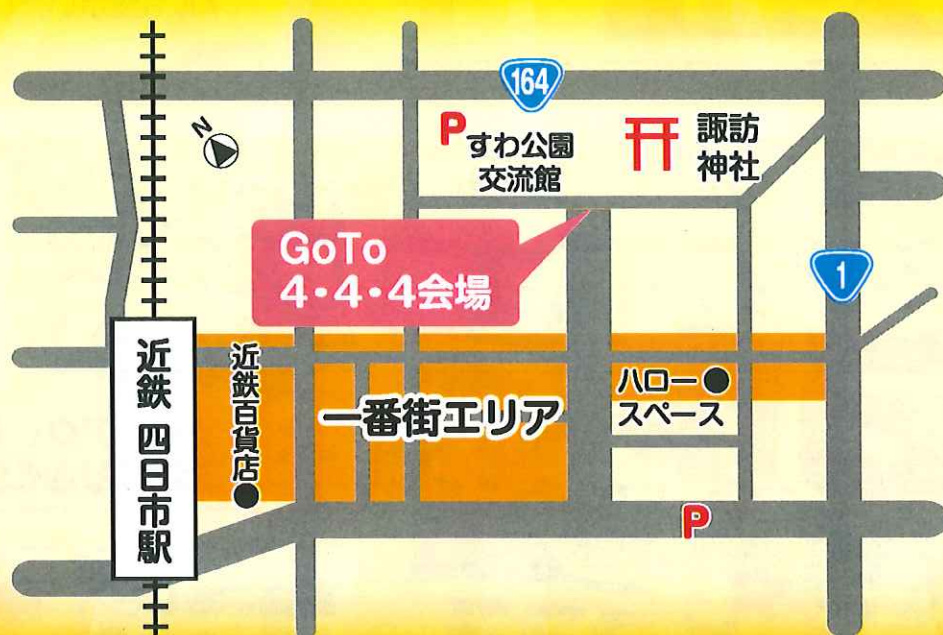 164
N
P
すわ公園
交流館
諏訪
神社
GoTo
4・4・4会場
1
近鉄 四日市駅
近鉄百貨店
一番街エリア
ハロー
スペース
P